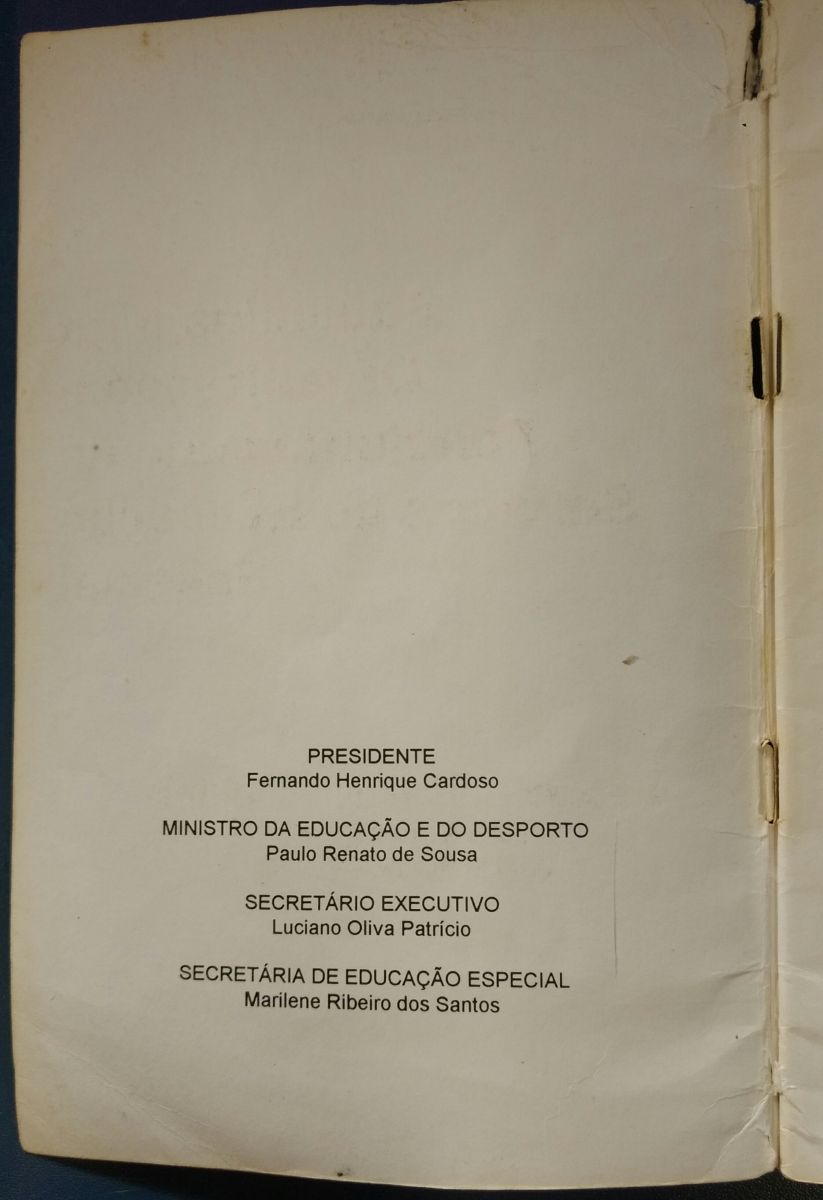 PRESIDENTE
Fernando Henrique Cardoso
MINISTRO DA EDUCAÇÃO E DO DESPORTO
Paulo Renato de Sousa
SECRETÁRIO EXECUTIVO
Luciano Oliva Patrício
SECRETÁRIA DE EDUCAÇÃO ESPECIAL
Marilene Ribeiro dos Santos